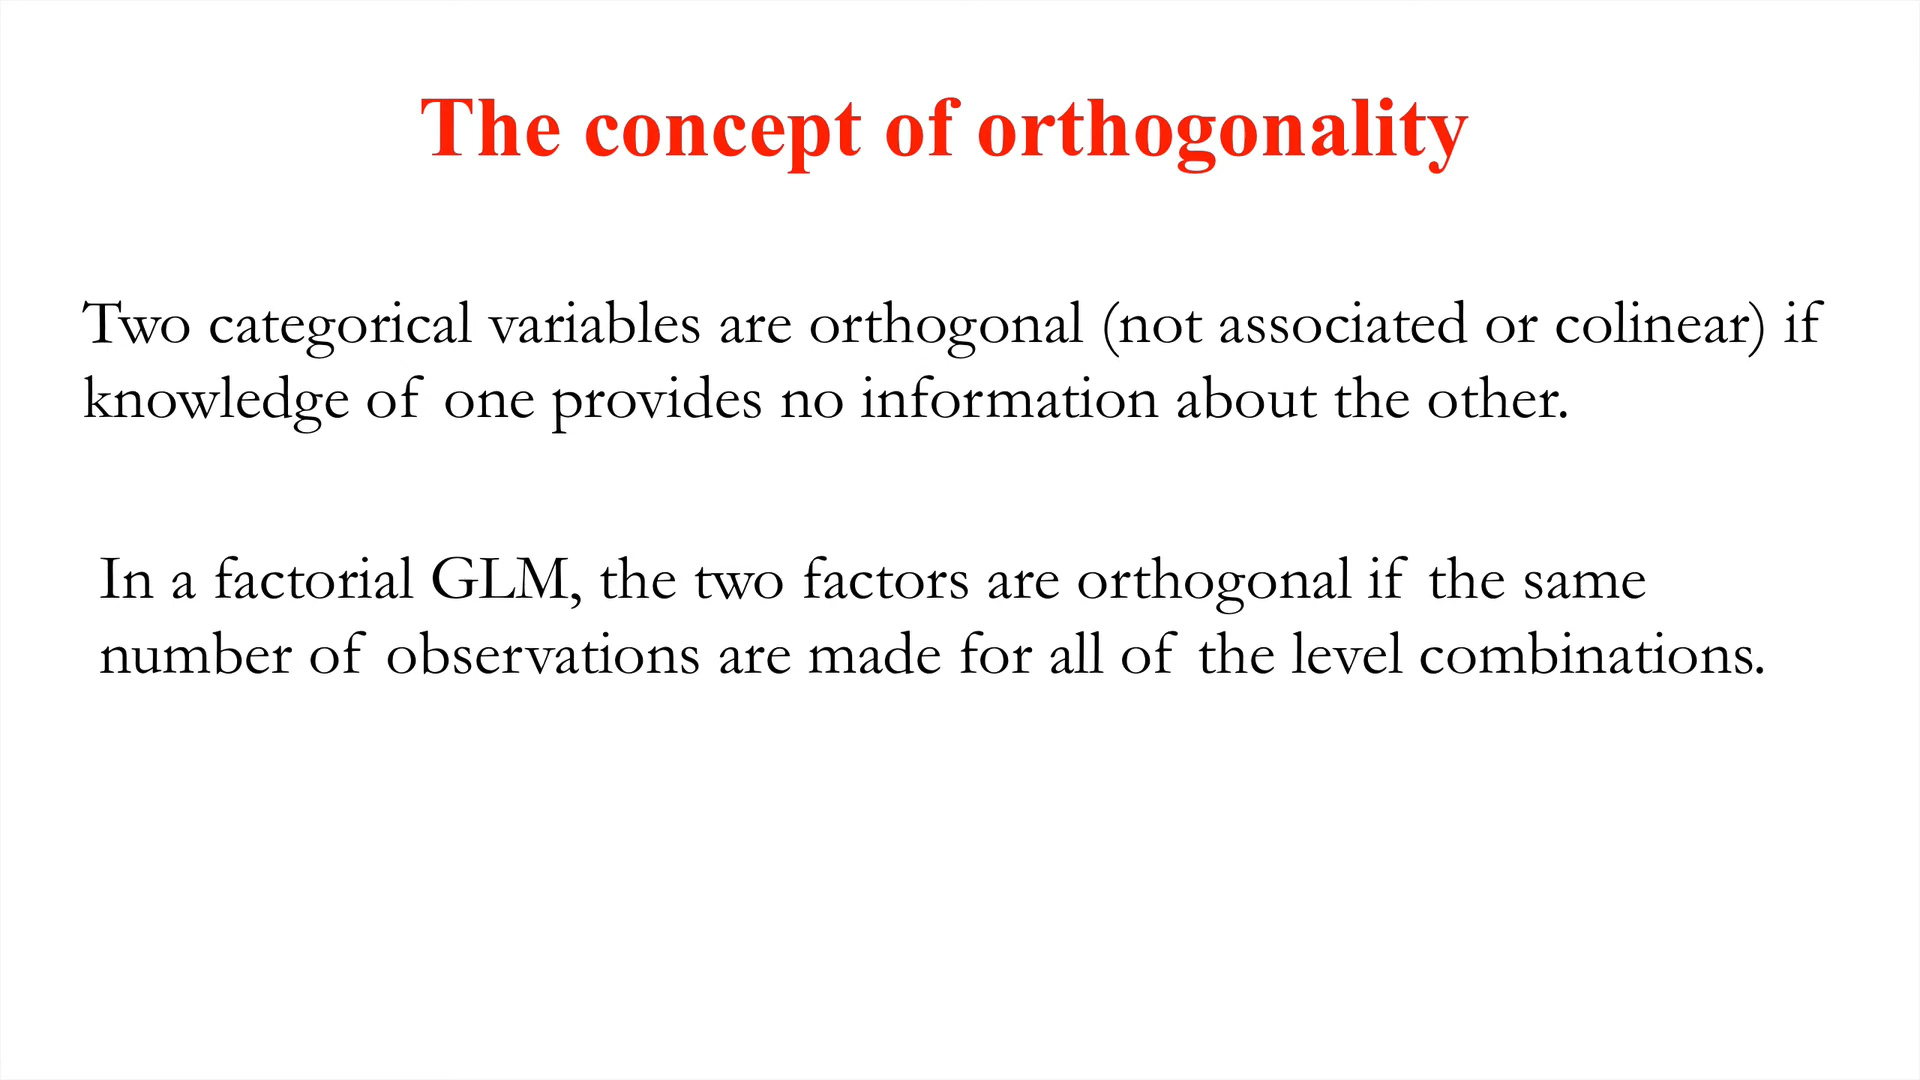 The concept of orthogonality
Two categorical variables are orthogonal (not associated or colinear) if
knowledge of one provides no information about the other.
In a factorial GLM, the two factors are orthogonal if the same
number of observations are made for all of the level combinations.